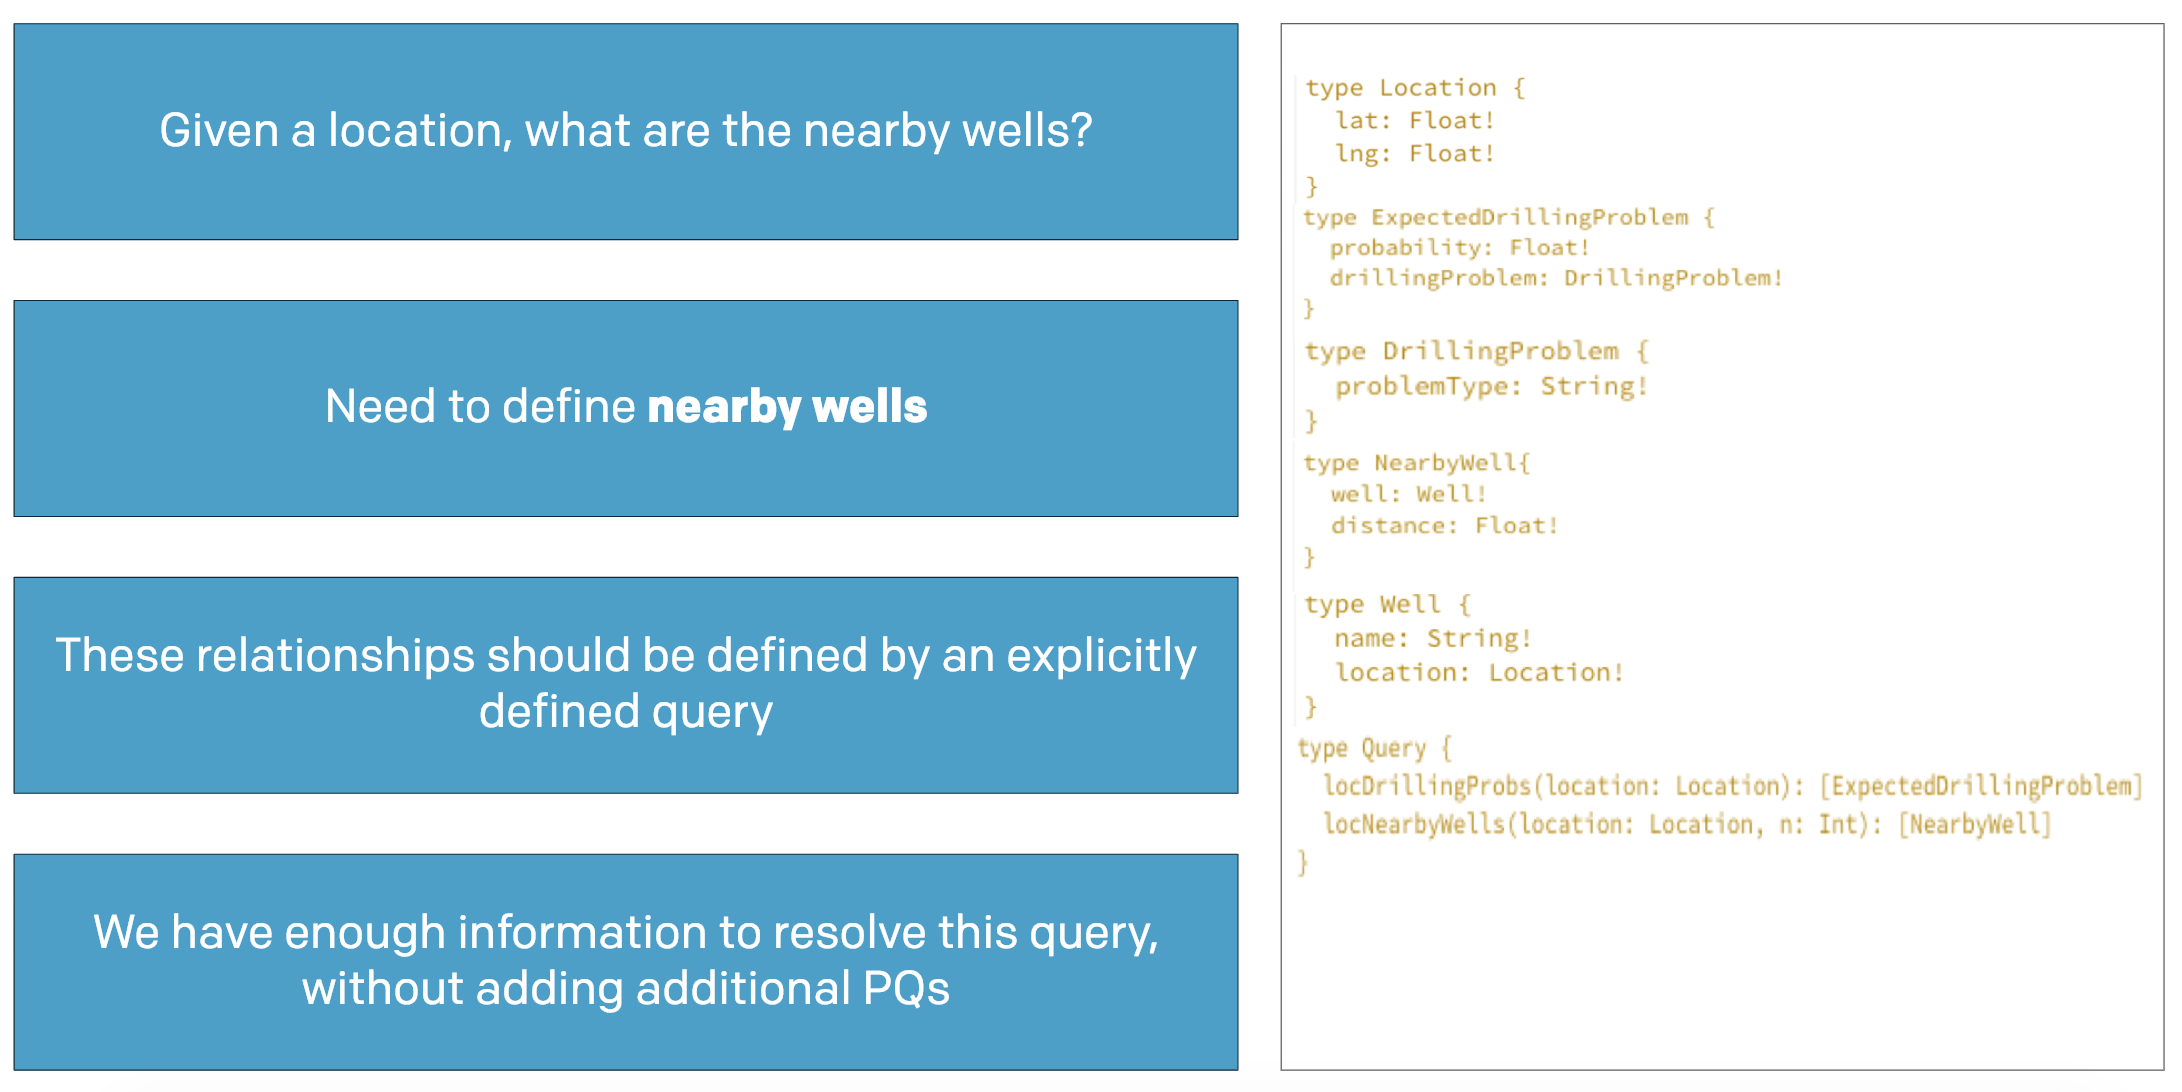 Given a location, what are the nearby wells?
Need to define nearby wells
These relationships should be defined by an explicitly
defined query
We have enough information to resolve this query,
without adding additional PQs
type Location {
  lat: Float!
  lng: Float!
}
type ExpectedDrillingProblem {
  probability: Float!
  drillingProblem: DrillingProblem!
}
type DrillingProblem {
  problemType: String!
}
type NearbyWell{
  well: Well!
  distance: Float!
}
type Well {
  name: String!
  location: Location!
}
type Query {
  locDrillingProbs(location: Location): [ExpectedDrillingProblem]
  locNearbyWells(location: Location, n: Int): [NearbyWell]
}